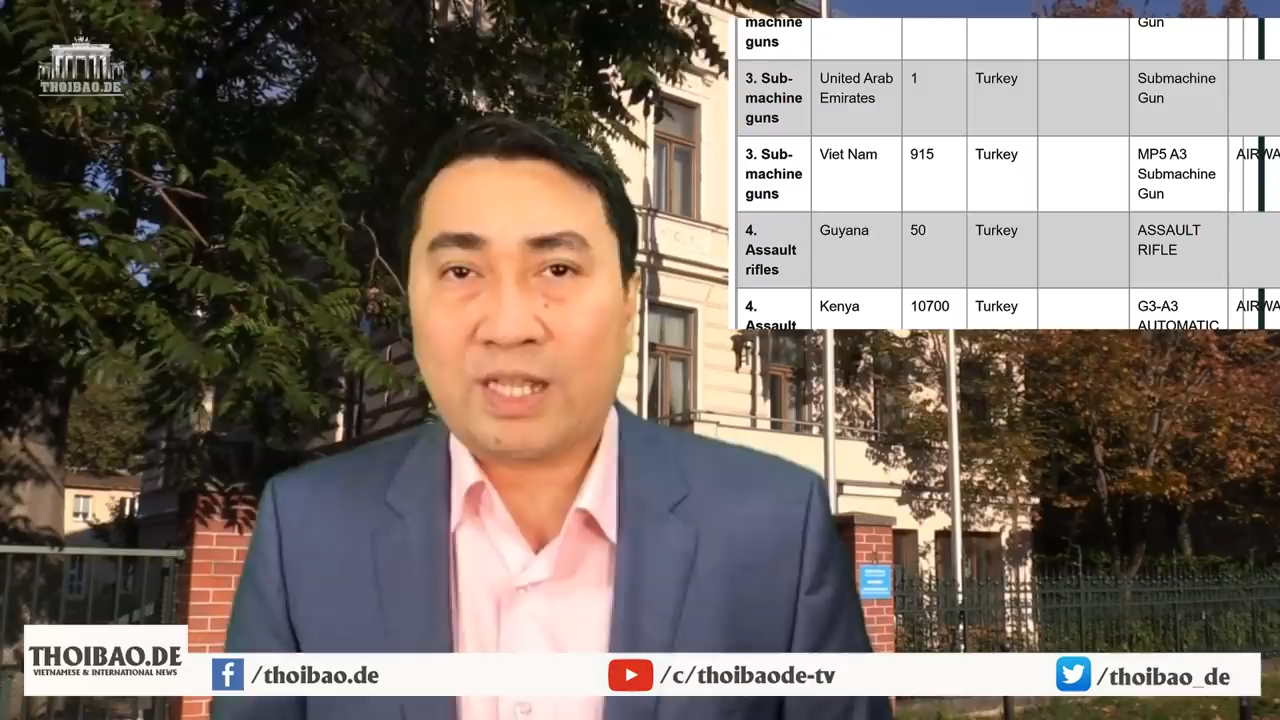 THOIBAO.DE
machine
guns
Gun
3. Sub-
machine
guns
United Arab
Emirates
1
Turkey
Submachine
Gun
3. Sub-
machine
guns
Viet Nam
915
Turkey
MP5 A3
Submachine
Gun
4.
Assault
rifles
Guyana
50
Turkey
ASSAULT
RIFLE
4.
Assault
Kenya
10700
Turkey
G3-A3
AUTOMATIC
THOIBAO.DE
VIETNAMESE & INTERNATIONAL NEWS
/thoibao.de
/c/thoibaode-tv
/thoibao_de